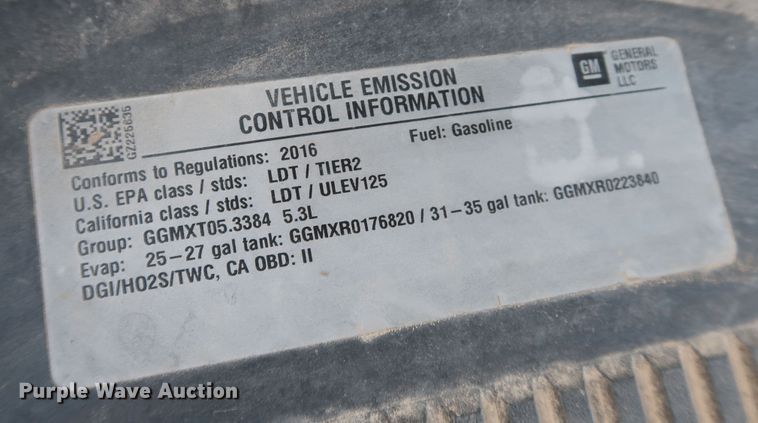 VEHICLE EMISSION
CONTROL INFORMATION
GM
GENERAL
MOTORS
LLC
GZ225635
Conforms to Regulations: 2016
Fuel: Gasoline
U.S. EPA class / stds: LDT / TIER2
California class / stds: LDT / ULEV125
Group: GGMXT05.3384 5.3L
Evap: 25-27 gal tank: GGMXR0176820 / 31-35 gal tank: GGMXR0223840
DGI/HO2S/TWC, CA OBD: II
Purple Wave Auction